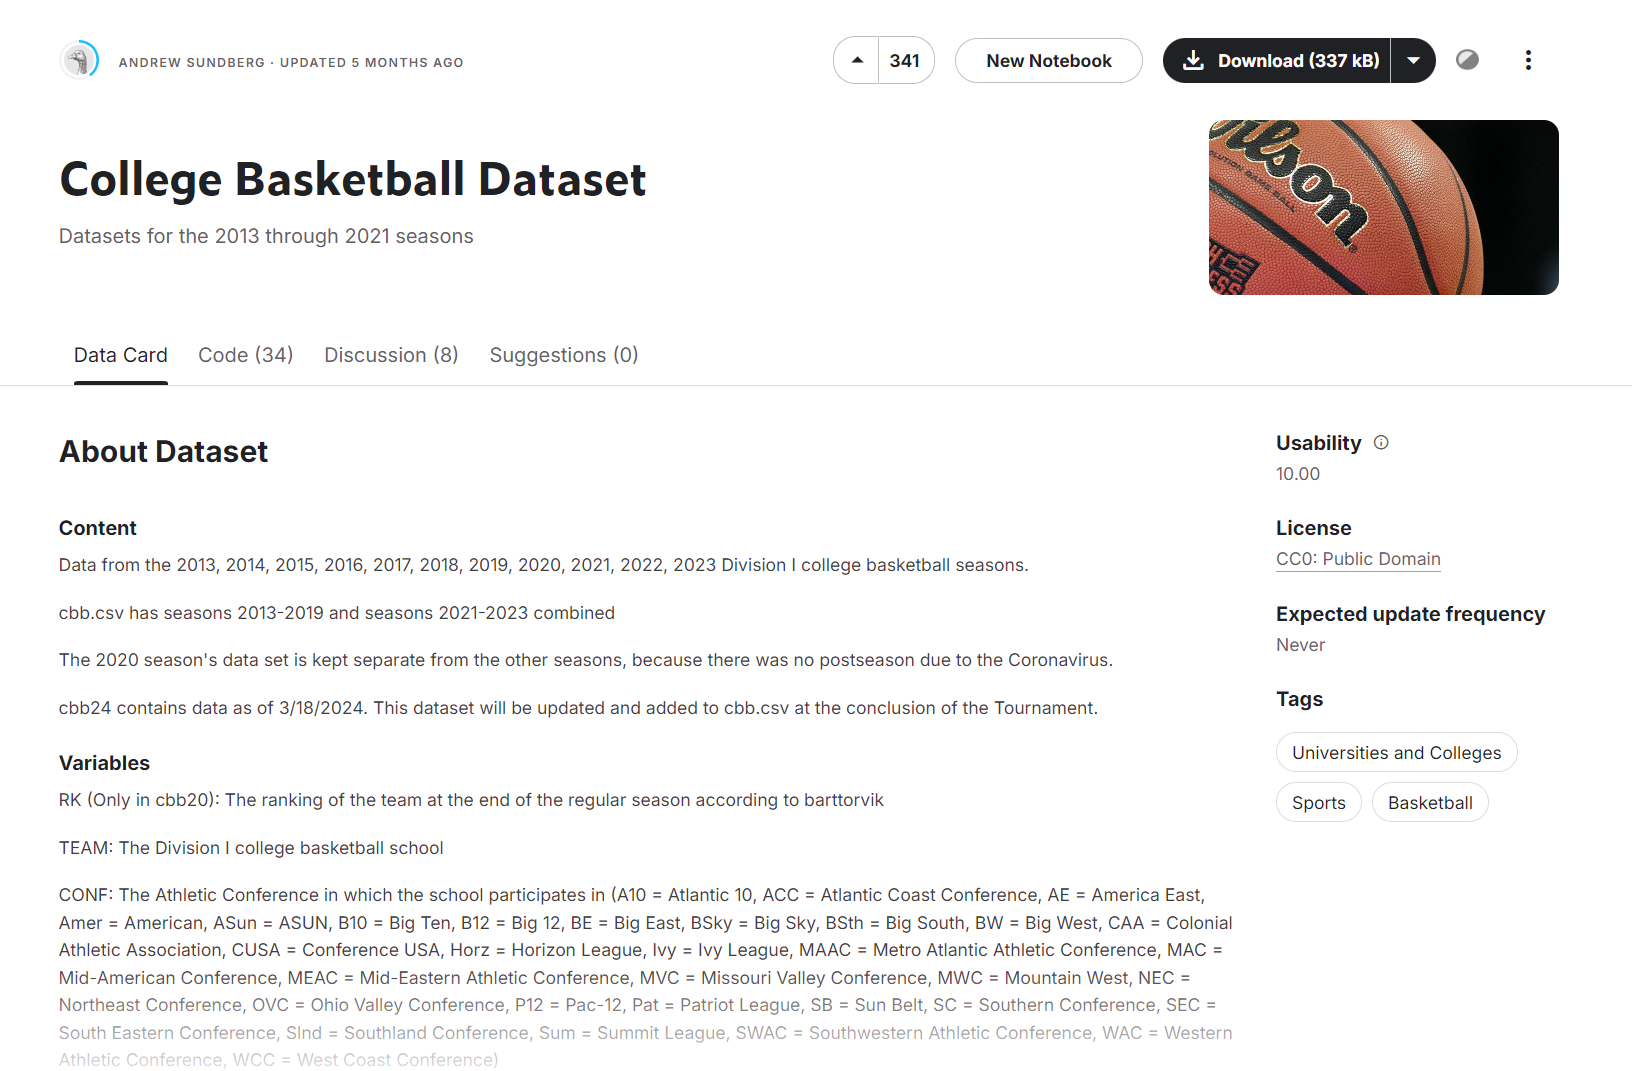 ANDREW SUNDBERG · UPDATED 5 MONTHS AGO
341
New Notebook
Download (337 kB)
College Basketball Dataset
Datasets for the 2013 through 2021 seasons
Wilson
GAME BALL
Data Card
Code (34)
Discussion (8)
Suggestions (0)
About Dataset
Content
Data from the 2013, 2014, 2015, 2016, 2017, 2018, 2019, 2020, 2021, 2022, 2023 Division I college basketball seasons.
cbb.csv has seasons 2013-2019 and seasons 2021-2023 combined
The 2020 season's data set is kept separate from the other seasons, because there was no postseason due to the Coronavirus.
cbb24 contains data as of 3/18/2024. This dataset will be updated and added to cbb.csv at the conclusion of the Tournament.
Variables
RK (Only in cbb20): The ranking of the team at the end of the regular season according to barttorvik
TEAM: The Division I college basketball school
CONF: The Athletic Conference in which the school participates in (A10 = Atlantic 10, ACC = Atlantic Coast Conference, AE = America East,
Amer = American, ASun = ASUN, B10 = Big Ten, B12 = Big 12, BE = Big East, BSky = Big Sky, BSth = Big South, BW = Big West, CAA = Colonial
Athletic Association, CUSA = Conference USA, Horz = Horizon League, Ivy = Ivy League, MAAC = Metro Atlantic Athletic Conference, MAC =
Mid-American Conference, MEAC = Mid-Eastern Athletic Conference, MVC = Missouri Valley Conference, MWC = Mountain West, NEC =
Northeast Conference, OVC = Ohio Valley Conference, P12 = Pac-12, Pat = Patriot League, SB = Sun Belt, SC = Southern Conference, SEC =
South Eastern Conference, Slnd = Southland Conference, Sum = Summit League, SWAC = Southwestern Athletic Conference, WAC = Western
Athletic Conference, WCC = West Coast Conference)
Usability
10.00
License
CC0: Public Domain
Expected update frequency
Never
Tags
Universities and Colleges
Sports
Basketball